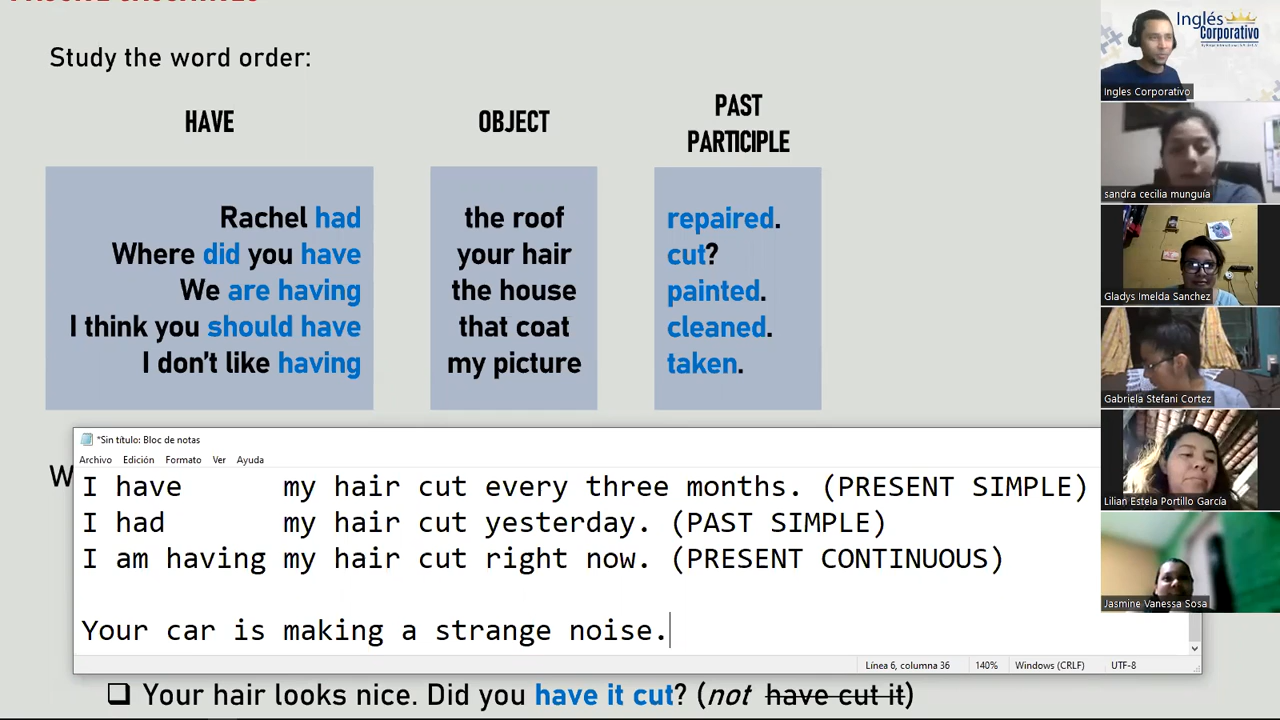 Study the word order:
HAVE
OBJECT
PAST
PARTICIPLE
Rachel had the roof repaired.
Where did you have your hair cut?
We are having the house painted.
I think you should have that coat cleaned.
I don't like having my picture taken.
W
*Sin título: Bloc de notas
Archivo Edición Formato Ver Ayuda
I have my hair cut every three months. (PRESENT SIMPLE)
I had my hair cut yesterday. (PAST SIMPLE)
I am having my hair cut right now. (PRESENT CONTINUOUS)
Your car is making a strange noise.
Línea 6, columna 36 140% Windows (CRLF) UTF-8
Your hair looks nice. Did you have it cut? (not have cut it)
Inglés
Corporativo
Ingles Corporativo
sandra cecilia munguía
Gladys Imelda Sanchez
Gabriela Stefani Cortez
Lilian Estela Portillo García
Jasmine Vanessa Sosa